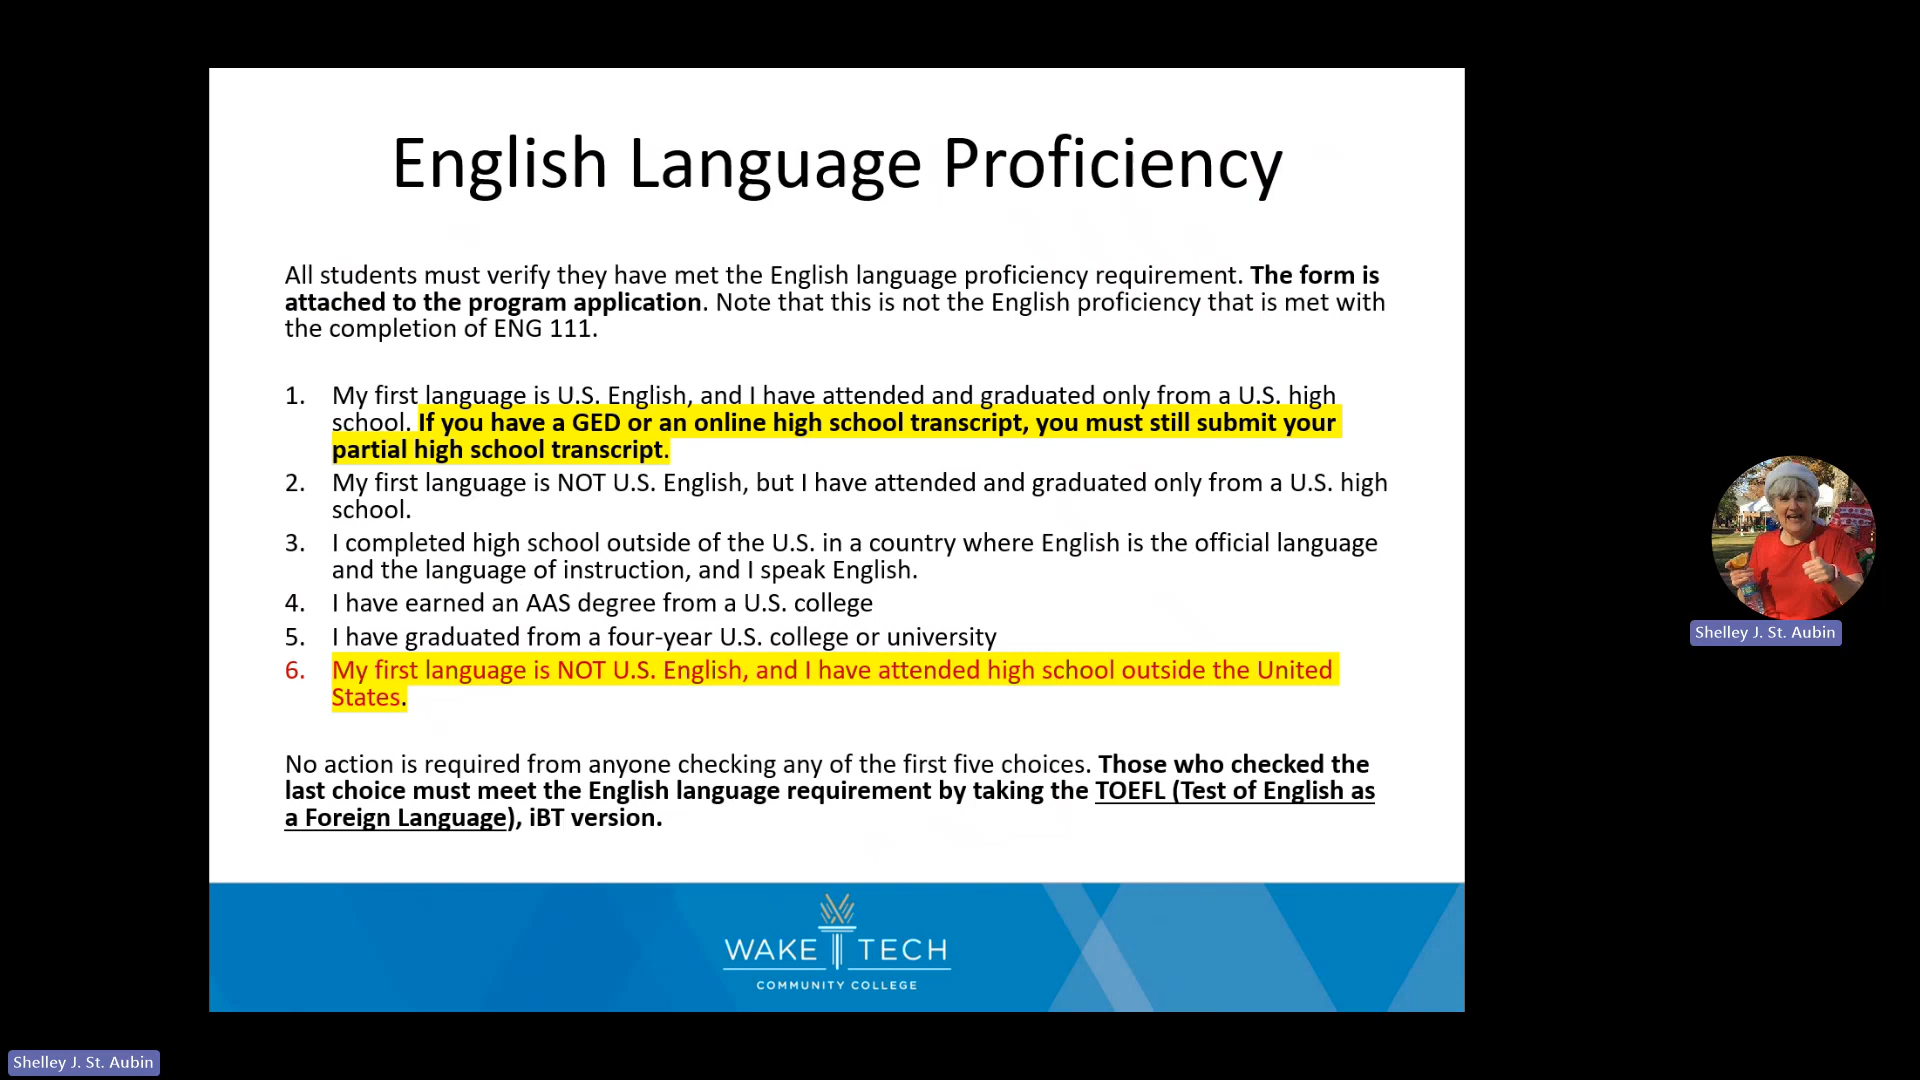 English Language Proficiency
All students must verify they have met the English language proficiency requirement. The form is
attached to the program application. Note that this is not the English proficiency that is met with
the completion of ENG 111.
1. My first language is U.S. English, and I have attended and graduated only from a U.S. high
school. If you have a GED or an online high school transcript, you must still submit your
partial high school transcript.
2. My first language is NOT U.S. English, but I have attended and graduated only from a U.S. high
school.
3. I completed high school outside of the U.S. in a country where English is the official language
and the language of instruction, and I speak English.
4. I have earned an AAS degree from a U.S. college
5. I have graduated from a four-year U.S. college or university
6. My first language is NOT U.S. English, and I have attended high school outside the United
States.
No action is required from anyone checking any of the first five choices. Those who checked the
last choice must meet the English language requirement by taking the TOEFL (Test of English as
a Foreign Language), iBT version.
WAKE TECH
COMMUNITY COLLEGE
Shelley J. St. Aubin
Shelley J. St. Aubin